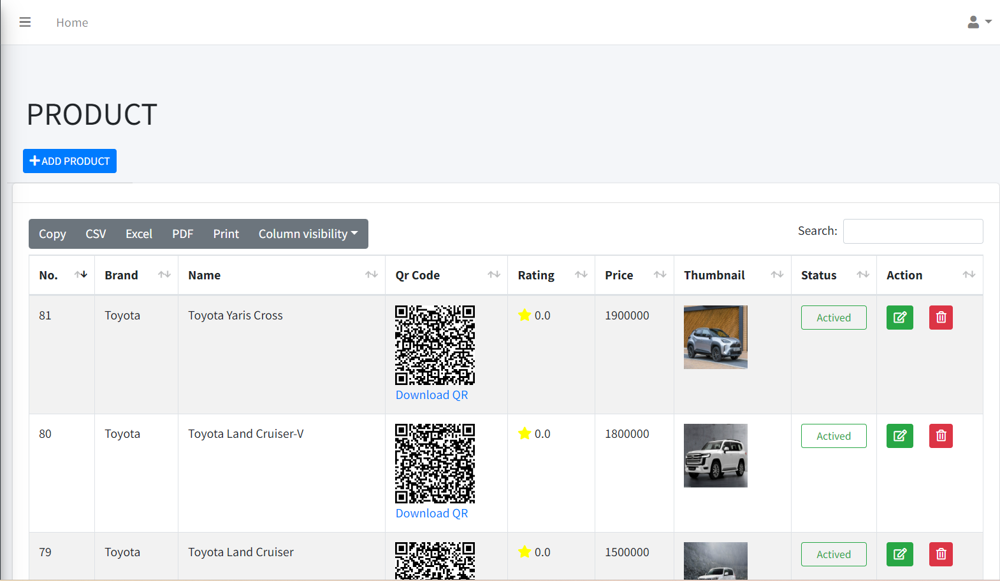 Home
PRODUCT
ADD PRODUCT
Copy CSV Excel PDF Print Column visibility Search:
No. Brand Name Qr Code Rating Price Thumbnail Status Action
81 Toyota Toyota Yaris Cross 0.0 1900000 Actived
Download QR
80 Toyota Toyota Land Cruiser-V 0.0 1800000 Actived
Download QR
79 Toyota Toyota Land Cruiser 0.0 1500000 Actived